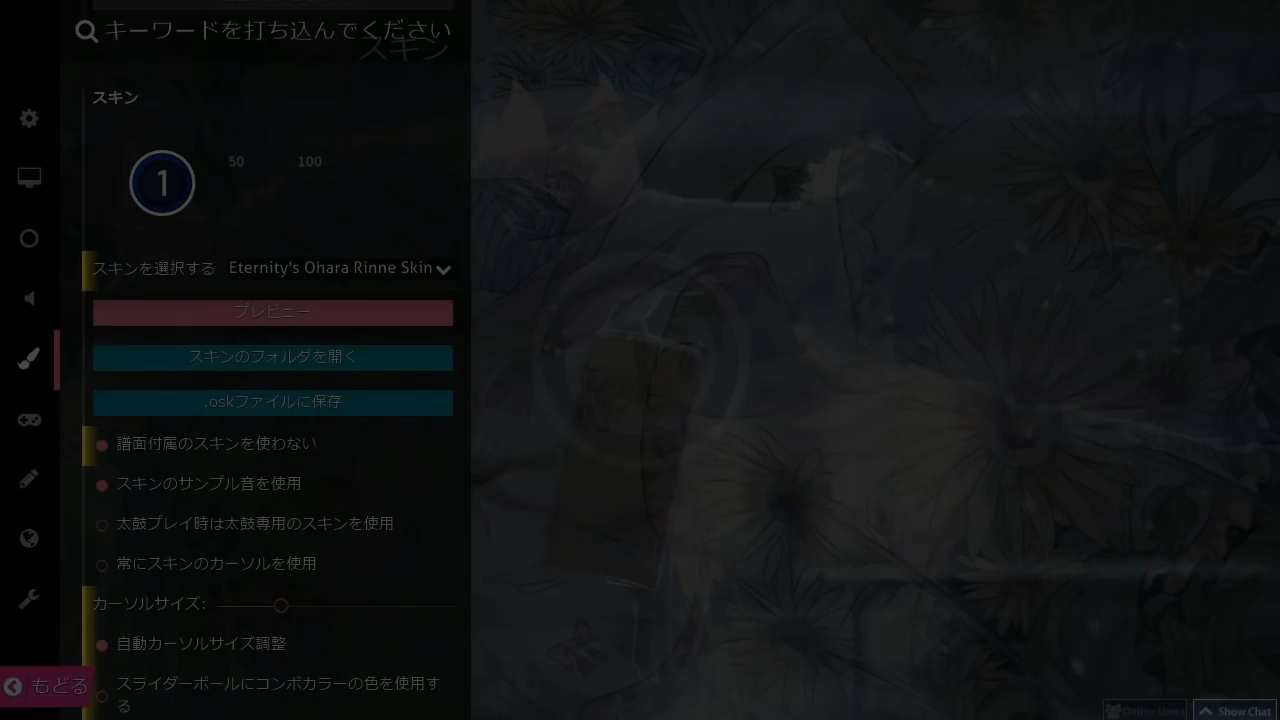 キーワードを打ち込んでください
スキン
スキン
1
50
100
スキンを選択する
Eternity's Ohara Rinne Skin
プレビュー
スキンのフォルダを開く
.oskファイルに保存
譜面付属のスキンを使わない
スキンのサンプル音を使用
太鼓プレイ時は太鼓専用のスキンを使用
常にスキンのカーソルを使用
カーソルサイズ:
自動カーソルサイズ調整
スライダーボールにコンボカラーの色を使用す
る
もどる
Online Users
Show Chat